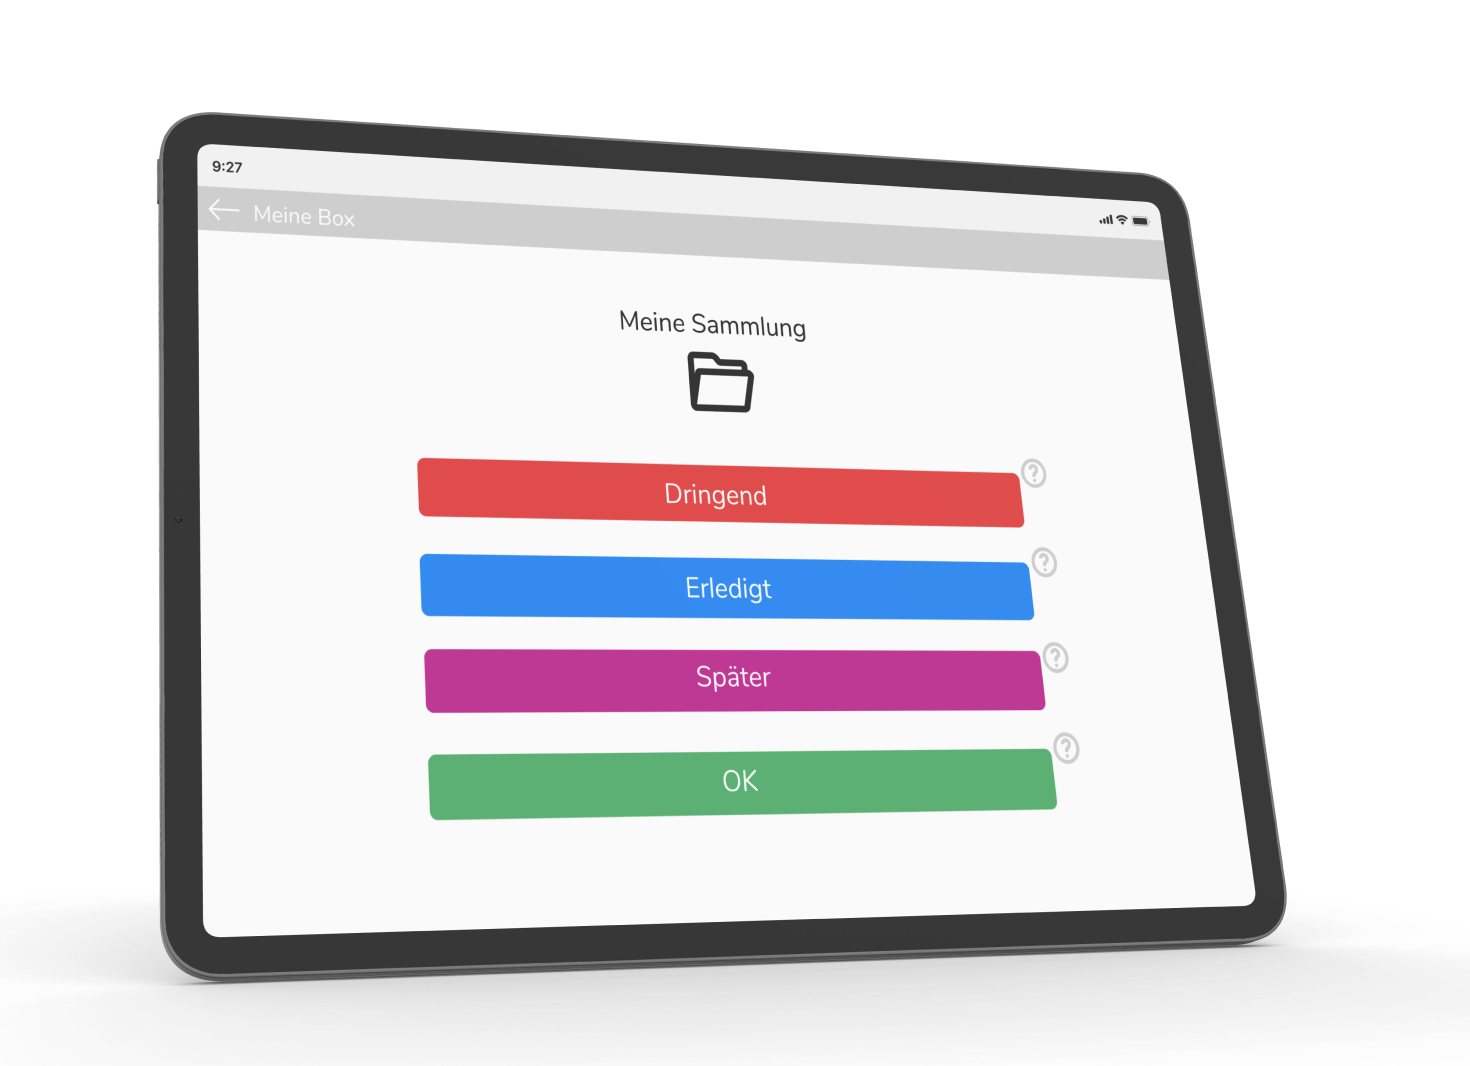 9:27
Meine Box
Meine Sammlung
Dringend
?
Erledigt
?
Später
?
OK
?